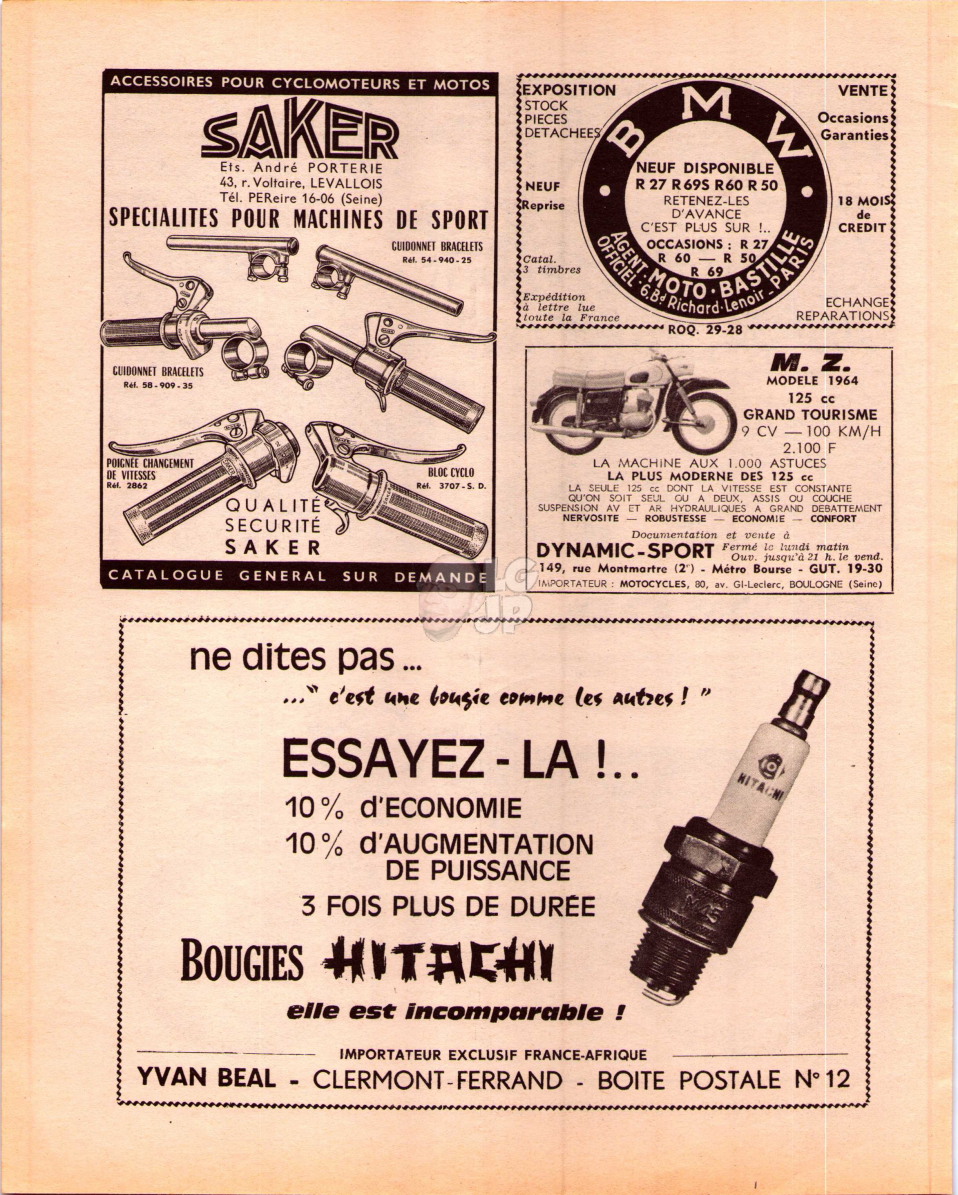 ACCESSOIRES POUR CYCLOMOTEURS ET MOTOS
SAKER
Ets. André PORTERIE
43, r. Voltaire, LEVALLOIS
Tél. PEReire 16-06 (Seine)
SPECIALITES POUR MACHINES DE SPORT
GUIDONNET BRACELETS
Réf. 54-940-25
GUIDONNET BRACELETS
Réf. 58-909-35
POIGNÉE CHANGEMENT
DE VITESSES
Réf. 2862
BLOC CYCLO
Réf. 3707-S. D.
QUALITÉ
SECURITÉ
SAKER
CATALOGUE GENERAL SUR DEMANDE
EXPOSITION
STOCK
PIECES
DETACHEES
NEUF
Reprise
Catal.
3 timbres
Expédition
à lettre lue
toute la France
BMW
NEUF DISPONIBLE
R 27 R 69S R 60 R 50
RETENEZ-LES
D'AVANCE
C'EST PLUS SUR !..
OCCASIONS : R 27
R 60 — R 50
R 69
AGENT · MOTO · BASTILLE
OFFICIEL · 6. Bd Richard-Lenoir _ PARIS
ROQ. 29-28
VENTE
Occasions
Garanties
18 MOIS
de
CREDIT
ECHANGE
REPARATIONS
M. Z.
MODELE 1964
125 cc
GRAND TOURISME
9 CV — 100 KM/H
2.100 F
LA MACHINE AUX 1.000 ASTUCES
LA PLUS MODERNE DES 125 cc
LA SEULE 125 cc DONT LA VITESSE EST CONSTANTE
QU'ON SOIT SEUL OU A DEUX, ASSIS OU COUCHE
SUSPENSION AV ET AR HYDRAULIQUES A GRAND DEBATTEMENT
NERVOSITE — ROBUSTESSE — ECONOMIE — CONFORT
Documentation et vente à
DYNAMIC-SPORT Fermé le lundi matin
Ouv. jusqu'à 21 h. le vend.
149, rue Montmartre (2e) - Métro Bourse - GUT. 19-30
IMPORTATEUR : MOTOCYCLES, 80, av. Gl-Leclerc, BOULOGNE (Seine)
LC
JP
ne dites pas ...
..." c'est une bougie comme les autres ! "
ESSAYEZ - LA !..
10 % d'ECONOMIE
10 % d'AUGMENTATION
DE PUISSANCE
3 FOIS PLUS DE DURÉE
HITACHI
N45
BOUGIES HITACHI
elle est incomparable !
IMPORTATEUR EXCLUSIF FRANCE-AFRIQUE
YVAN BEAL - CLERMONT-FERRAND - BOITE POSTALE N° 12